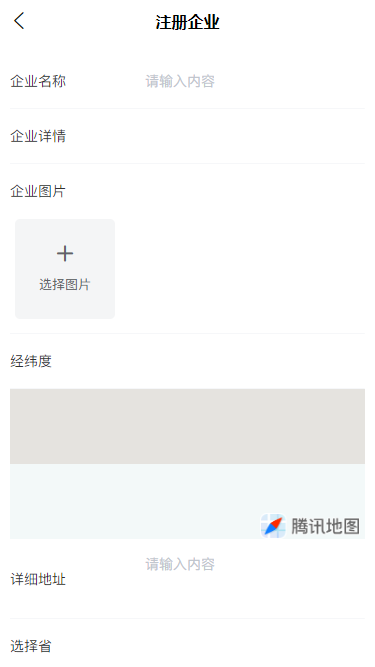 注册企业
企业名称 请输入内容
企业详情
企业图片
选择图片
经纬度
腾讯地图
请输入内容
详细地址
选择省